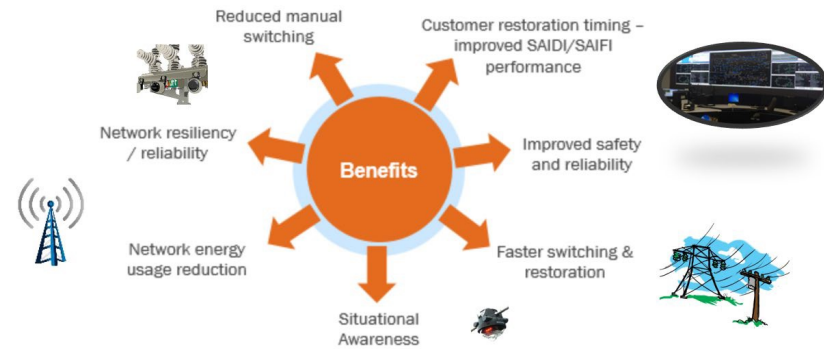 Reduced manual
switching
Customer restoration timing –
improved SAIDI/SAIFI
performance
Network resiliency
/ reliability
Benefits
Improved safety
and reliability
Network energy
usage reduction
Faster switching &
restoration
Situational
Awareness